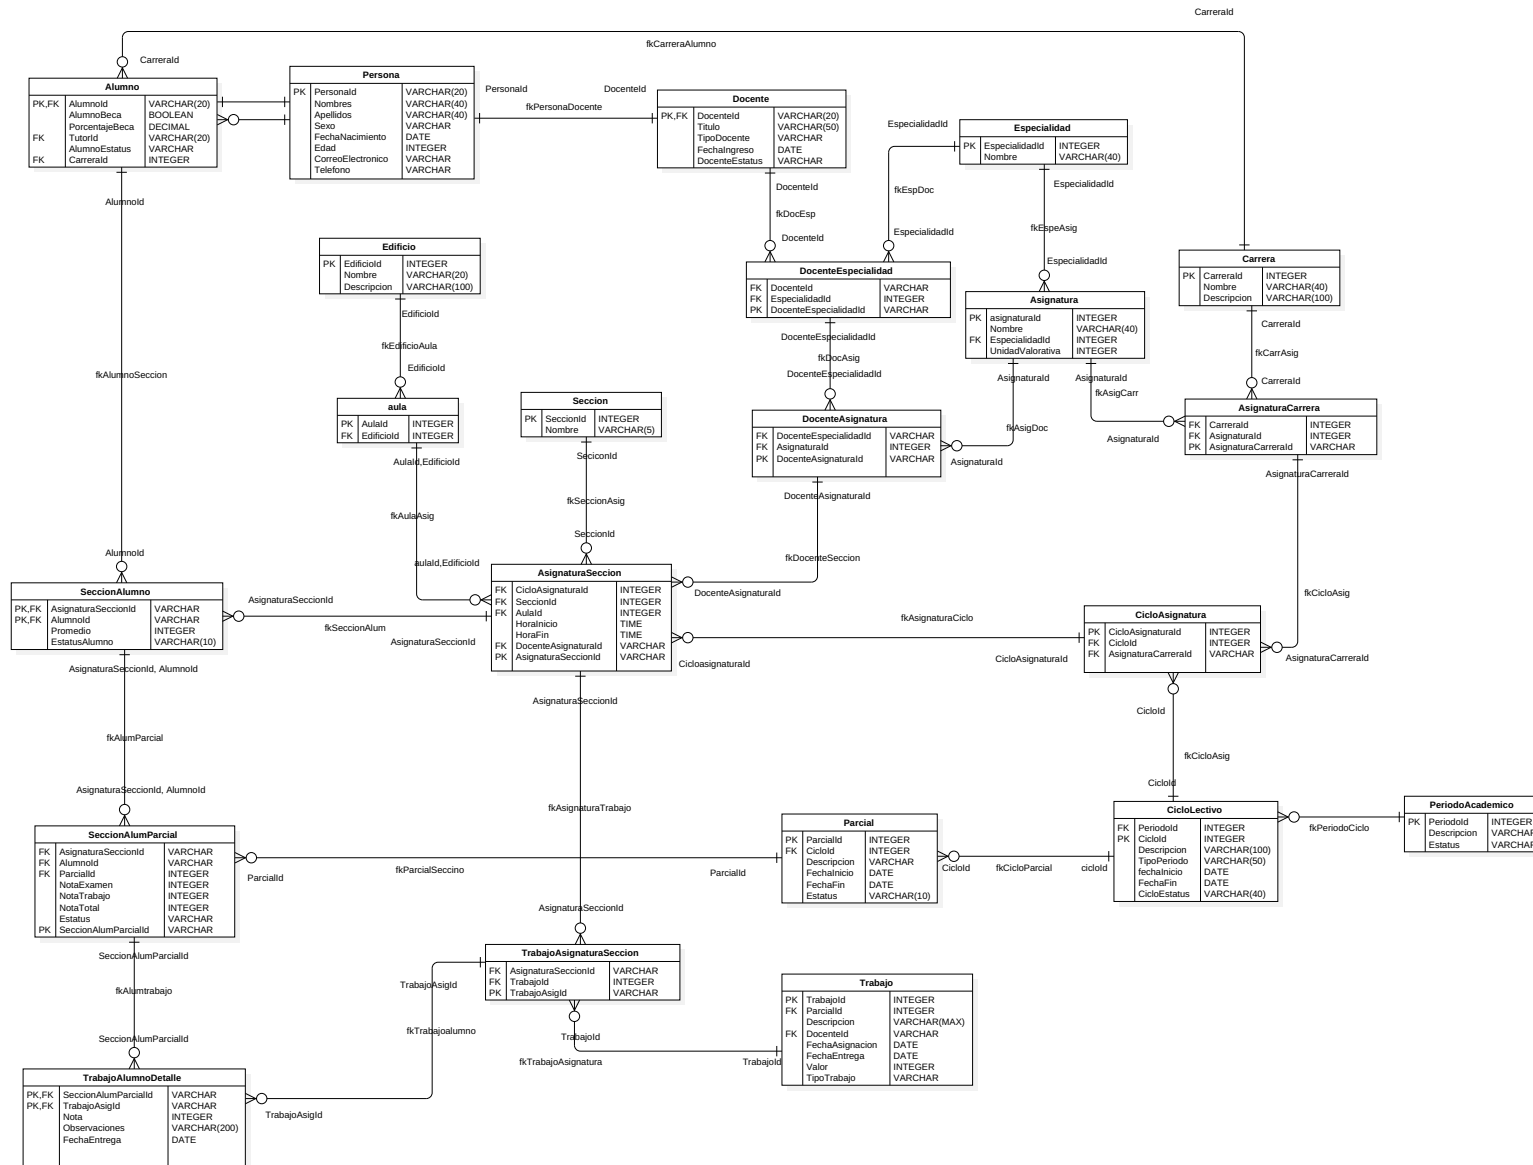 CarreraId
fkCarreraAlumno
CarreraId
Alumno
PK,FK AlumnoId VARCHAR(20)
AlumnoBeca BOOLEAN
PorcentajeBeca DECIMAL
FK TutorId VARCHAR(20)
AlumnoEstatus VARCHAR
FK CarreraId INTEGER
Persona
PK PersonaId VARCHAR(20)
Nombres VARCHAR(40)
Apellidos VARCHAR(40)
Sexo VARCHAR
FechaNacimiento DATE
Edad INTEGER
CorreoElectronico VARCHAR
Telefono VARCHAR
PersonaId
DocenteId
fkPersonaDocente
Docente
PK,FK DocenteId VARCHAR(20)
Titulo VARCHAR(50)
TipoDocente VARCHAR
FechaIngreso DATE
DocenteEstatus VARCHAR
EspecialidadId
Especialidad
PK EspecialidadId INTEGER
Nombre VARCHAR(40)
AlumnoId
DocenteId
fkDocEsp
DocenteId
fkEspDoc
EspecialidadId
EspecialidadId
fkEspeAsig
EspecialidadId
Edificio
PK EdificioId INTEGER
Nombre VARCHAR(20)
Descripcion VARCHAR(100)
DocenteEspecialidad
FK DocenteId VARCHAR
FK EspecialidadId INTEGER
PK DocenteEspecialidadId VARCHAR
Carrera
PK CarreraId INTEGER
Nombre VARCHAR(40)
Descripcion VARCHAR(100)
Asignatura
PK asignaturaId INTEGER
Nombre VARCHAR(40)
FK EspecialidadId INTEGER
UnidadValorativa INTEGER
EdificioId
fkEdificioAula
EdificioId
DocenteEspecialidadId
fkDocAsig
DocenteEspecialidadId
CarreraId
fkCarrAsig
CarreraId
AsignaturaId
AsignaturaId
fkAsigCarr
AsignaturaId
fkAlumnoSeccion
aula
PK AulaId INTEGER
FK EdificioId INTEGER
Seccion
PK SeccionId INTEGER
Nombre VARCHAR(5)
DocenteAsignatura
FK DocenteEspecialidadId VARCHAR
FK AsignaturaId INTEGER
PK DocenteAsignaturaId VARCHAR
fkAsigDoc
AsignaturaId
AsignaturaCarrera
FK CarreraId INTEGER
FK AsignaturaId INTEGER
PK AsignaturaCarreraId VARCHAR
AulaId,EdificioId
SeciconId
AsignaturaCarreraId
DocenteAsignaturaId
fkAulaAsig
fkSeccionAsig
SeccionId
fkDocenteSeccion
AlumnoId
aulaId,EdificioId
DocenteAsignaturaId
fkCicloAsig
SeccionAlumno
PK,FK AsignaturaSeccionId VARCHAR
PK,FK AlumnoId VARCHAR
Promedio INTEGER
EstatusAlumno VARCHAR(10)
AsignaturaSeccionId
fkSeccionAlum
AsignaturaSeccionId
AsignaturaSeccion
FK CicloAsignaturaId INTEGER
FK SeccionId INTEGER
FK AulaId INTEGER
HoraInicio TIME
HoraFin TIME
FK DocenteAsignaturaId VARCHAR
PK AsignaturaSeccionId VARCHAR
fkAsignaturaCiclo
CicloasignaturaId
CicloAsignaturaId
CicloAsignatura
PK CicloAsignaturaId INTEGER
FK CicloId INTEGER
FK AsignaturaCarreraId VARCHAR
AsignaturaCarreraId
AsignaturaSeccionId, AlumnoId
AsignaturaSeccionId
CicloId
fkAlumParcial
fkCicloAsig
CicloId
AsignaturaSeccionId, AlumnoId
fkAsignaturaTrabajo
SeccionAlumParcial
FK AsignaturaSeccionId VARCHAR
FK AlumnoId VARCHAR
FK ParcialId INTEGER
NotaExamen INTEGER
NotaTrabajo INTEGER
NotaTotal INTEGER
Estatus VARCHAR
PK SeccionAlumParcialId VARCHAR
ParcialId
fkParcialSeccino
ParcialId
Parcial
PK ParcialId INTEGER
FK CicloId INTEGER
Descripcion VARCHAR
FechaInicio DATE
FechaFin DATE
Estatus VARCHAR(10)
CicloId
fkCicloParcial
cicloId
CicloLectivo
FK PeriodoId INTEGER
PK CicloId INTEGER
Descripcion VARCHAR(100)
TipoPeriodo VARCHAR(50)
fechaInicio DATE
FechaFin DATE
CicloEstatus VARCHAR(40)
fkPeriodoCiclo
PeriodoAcademico
PK PeriodoId INTEGER
Descripcion VARCHAR
Estatus VARCHAR
AsignaturaSeccionId
SeccionAlumParcialId
fkAlumtrabajo
SeccionAlumParcialId
TrabajoAsigId
fkTrabajoalumno
TrabajoAsignaturaSeccion
FK AsignaturaSeccionId VARCHAR
FK TrabajoId INTEGER
PK TrabajoAsigId VARCHAR
TrabajoId
fkTrabajoAsignatura
TrabajoId
Trabajo
PK TrabajoId INTEGER
FK ParcialId INTEGER
Descripcion VARCHAR(MAX)
FK DocenteId VARCHAR
FechaAsignacion DATE
FechaEntrega DATE
Valor INTEGER
TipoTrabajo VARCHAR
TrabajoAlumnoDetalle
PK,FK SeccionAlumParcialId VARCHAR
PK,FK TrabajoAsigId VARCHAR
Nota INTEGER
Observaciones VARCHAR(200)
FechaEntrega DATE
TrabajoAsigId